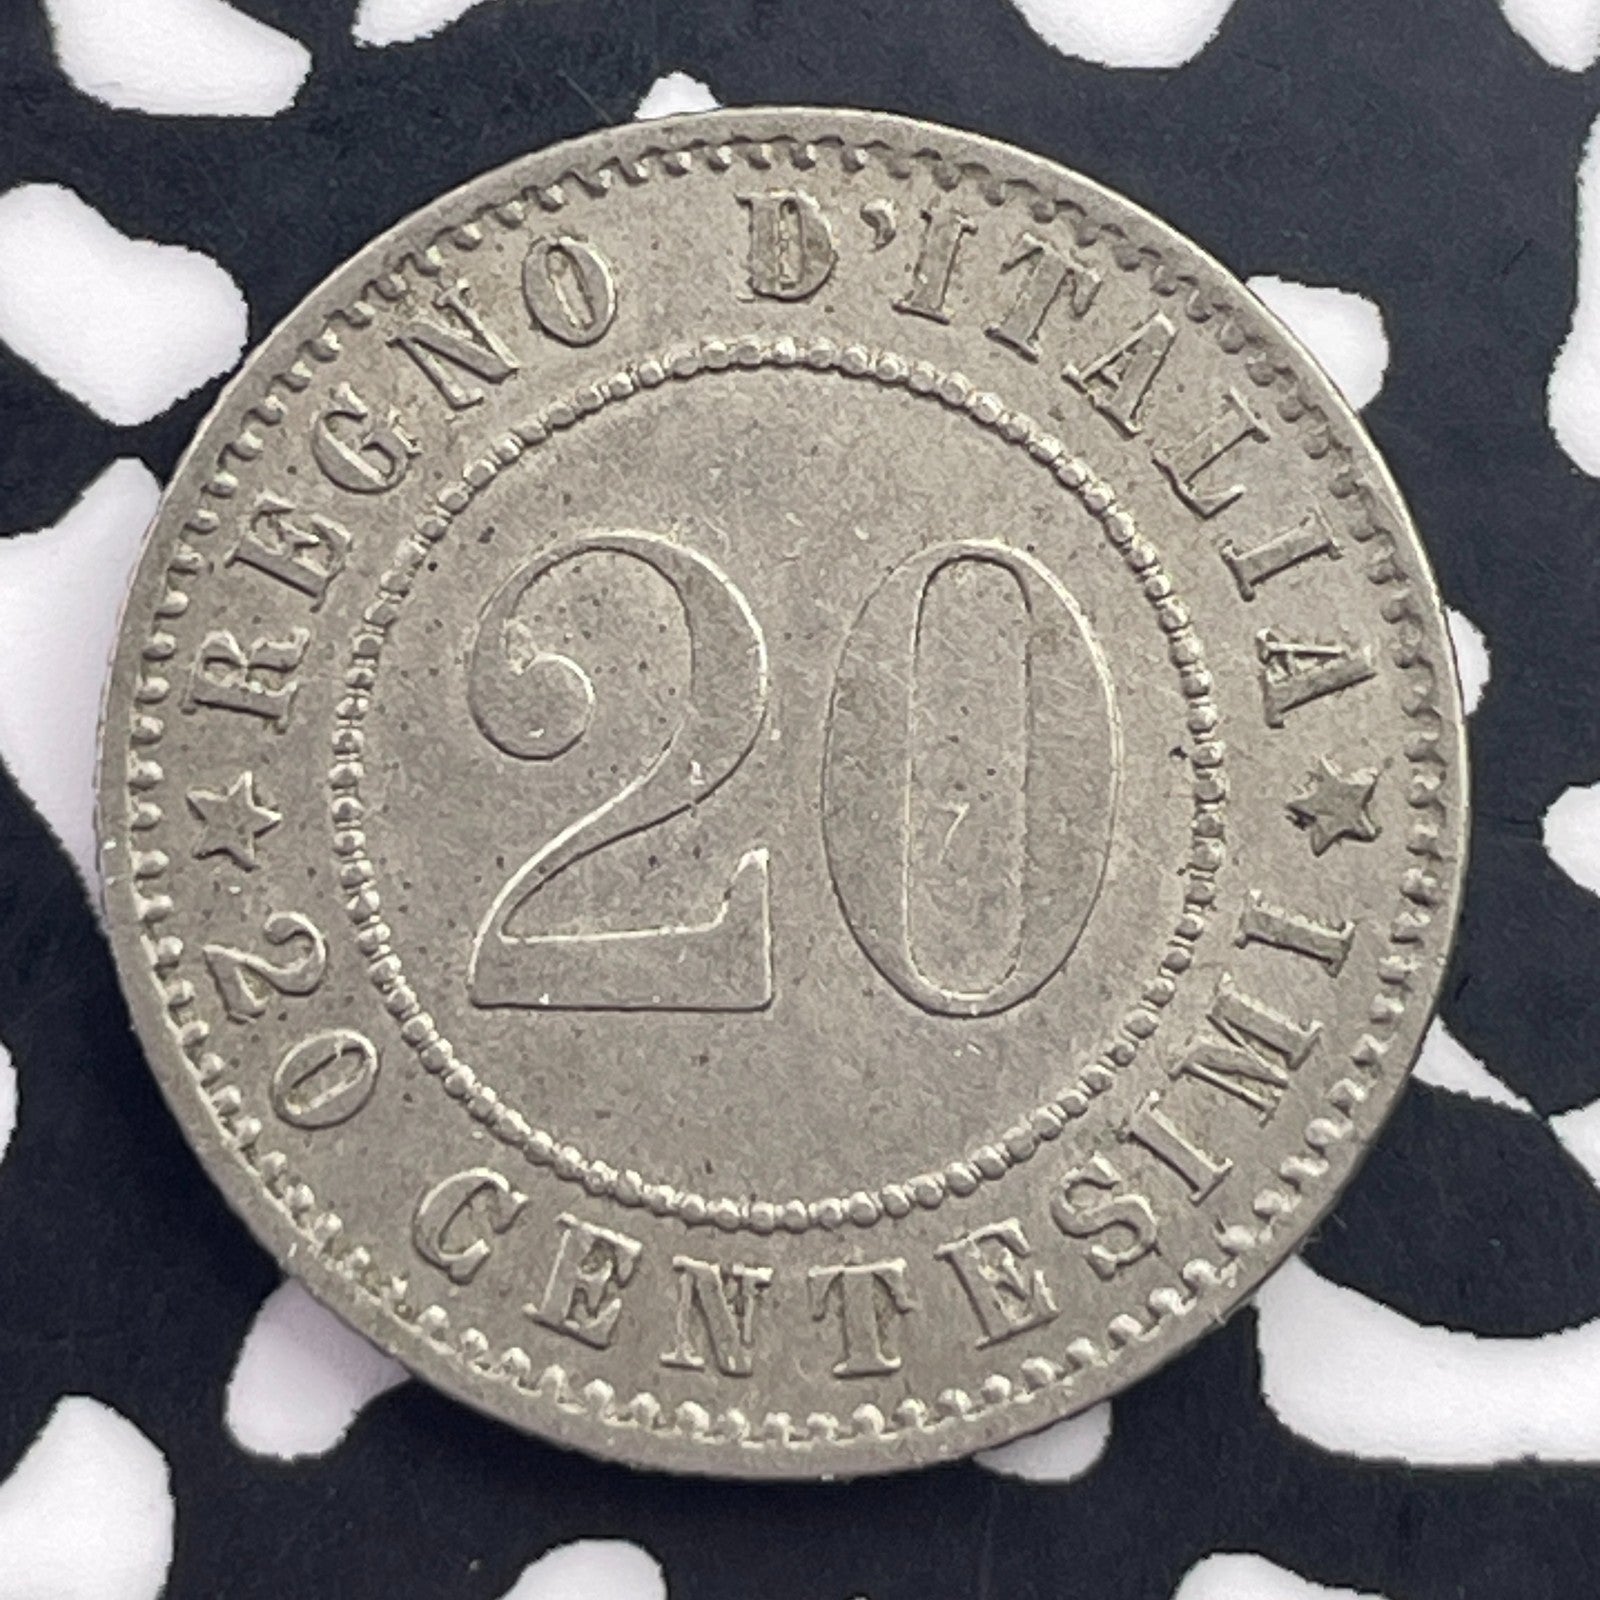 REGNO D'ITALIA
20
20 CENTESIMI